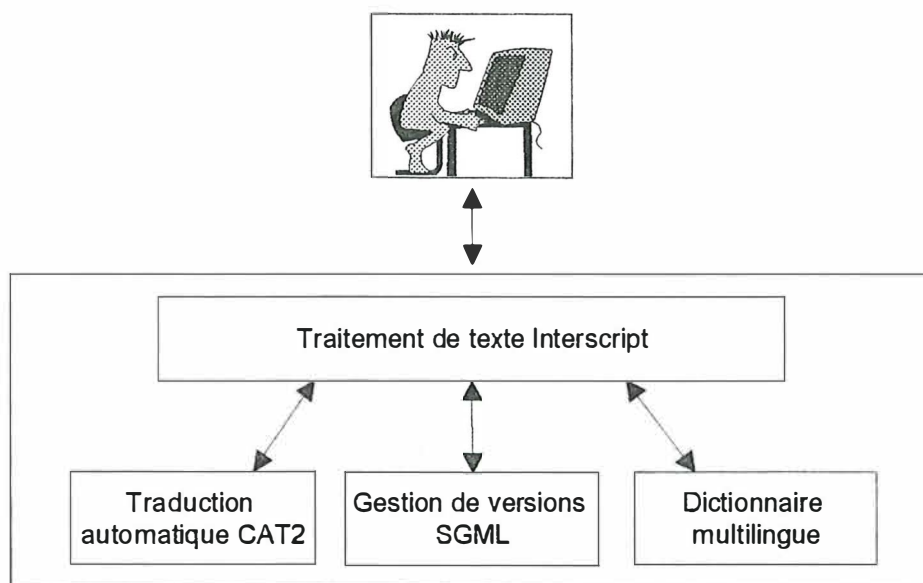 Traitement de texte Interscript
Traduction
automatique CAT2
Gestion de versions
SGML
Dictionnaire
multilingue